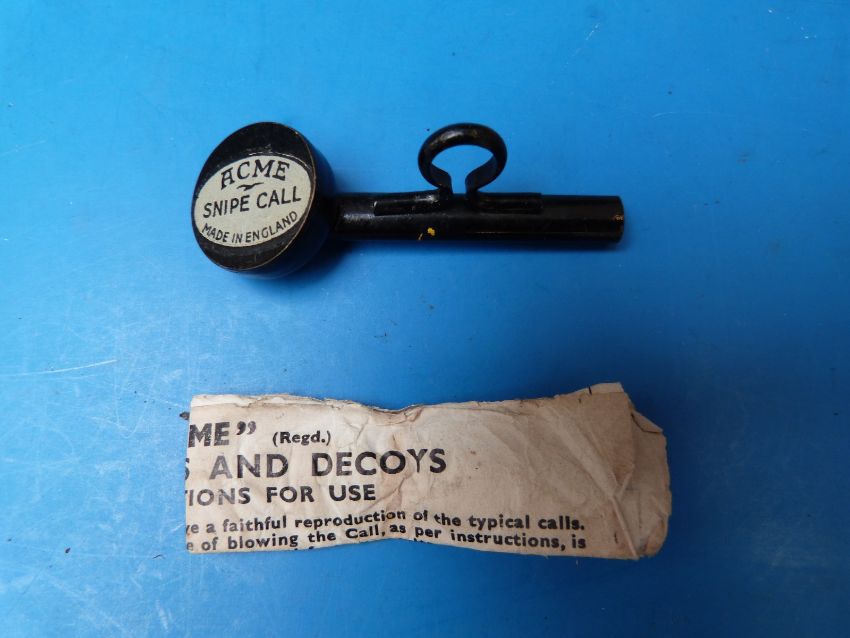 ACME
SNIPE CALL
MADE IN ENGLAND
ME” (Regd.)
S AND DECOYS
TIONS FOR USE
ve a faithful reproduction of the typical calls.
e of blowing the Call, as per instructions, is